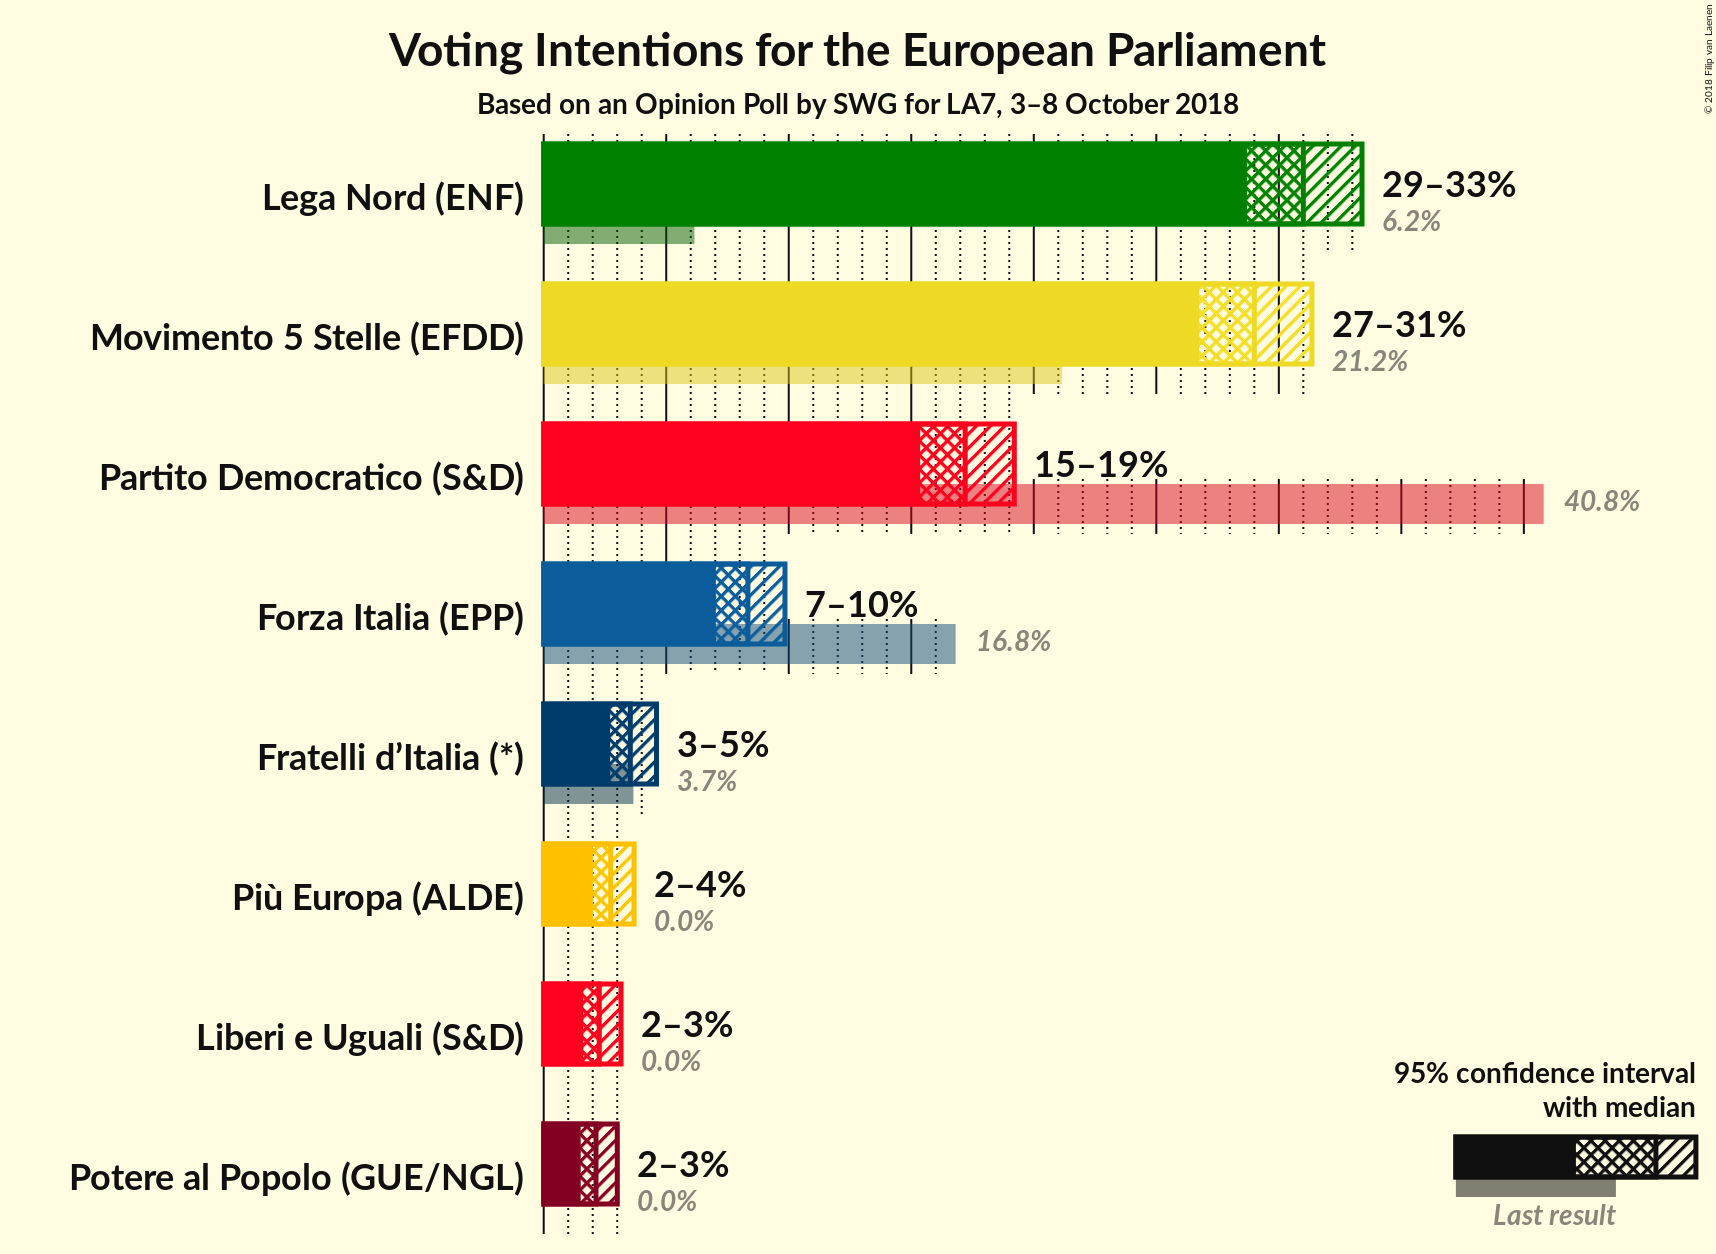 Voting Intentions for the European Parliament
Based on an Opinion Poll by SWG for LA7, 3–8 October 2018
© 2018 Filip van Laenen
Lega Nord (ENF)
29–33%
6.2%
Movimento 5 Stelle (EFDD)
27–31%
21.2%
Partito Democratico (S&D)
15–19%
40.8%
Forza Italia (EPP)
7–10%
16.8%
Fratelli d’Italia (*)
3–5%
3.7%
Più Europa (ALDE)
2–4%
0.0%
Liberi e Uguali (S&D)
2–3%
0.0%
Potere al Popolo (GUE/NGL)
2–3%
0.0%
95% confidence interval
with median
Last result